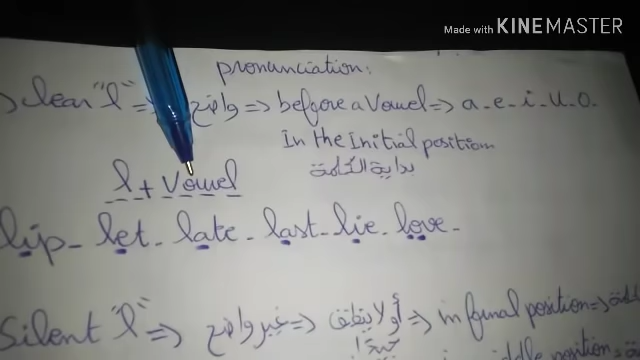 Made with KINEMASTER
pronunciation:
clear "l" => واضح => before a vowel => a - e - i - u - o -
In the Initial position
بداية الكلمة
l + Vowel
lip - let - late - last - lie - love -
Silent "l" => غير واضح => أو لا ينطق => in final position =>
middle position =